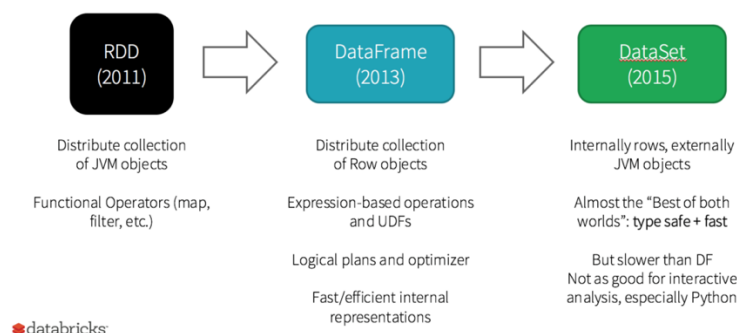 RDD
(2011)
DataFrame
(2013)
DataSet
(2015)
Distribute collection
of JVM objects
Functional Operators (map,
filter, etc.)
Distribute collection
of Row objects
Expression-based operations
and UDFs
Logical plans and optimizer
Fast/efficient internal
representations
Internally rows, externally
JVM objects
Almost the “Best of both
worlds”: type safe + fast
But slower than DF
Not as good for interactive
analysis, especially Python
databricks